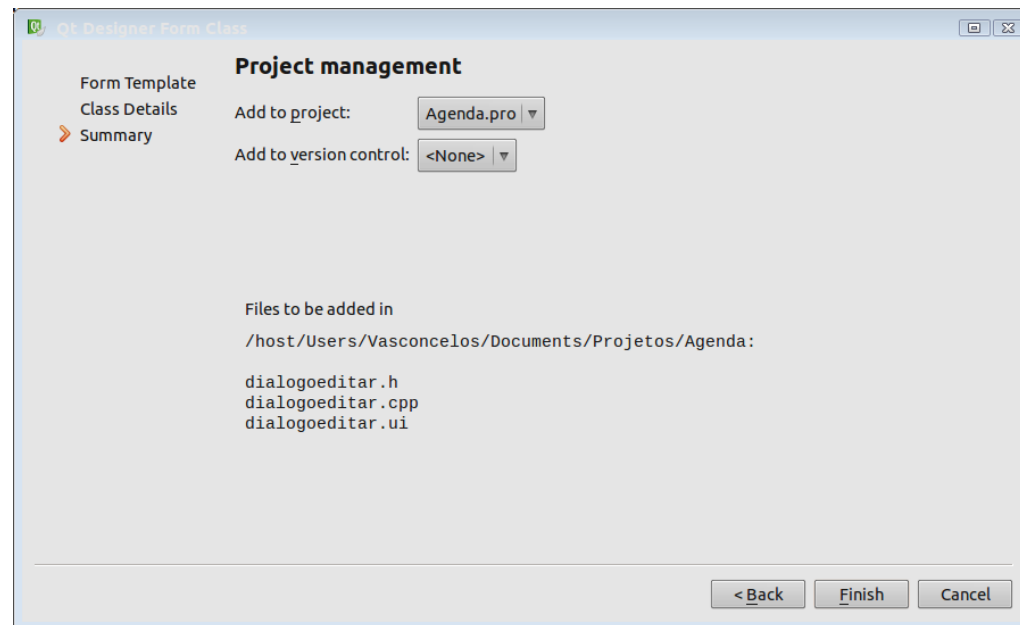 Qt Designer Form Class
Form Template
Class Details
Summary
Project management
Add to project: Agenda.pro
Add to version control: <None>
Files to be added in
/host/Users/Vasconcelos/Documents/Projetos/Agenda:
dialogoeditar.h
dialogoeditar.cpp
dialogoeditar.ui
< Back Finish Cancel